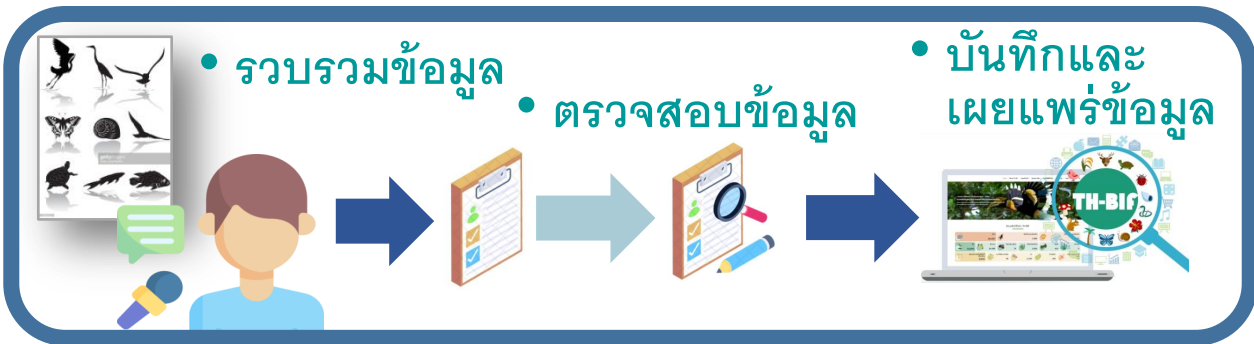 • รวบรวมข้อมูล
• ตรวจสอบข้อมูล
• บันทึกและ
เผยแพร่ข้อมูล
TH-BIF